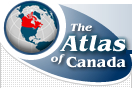 The
Atlas
of Canada